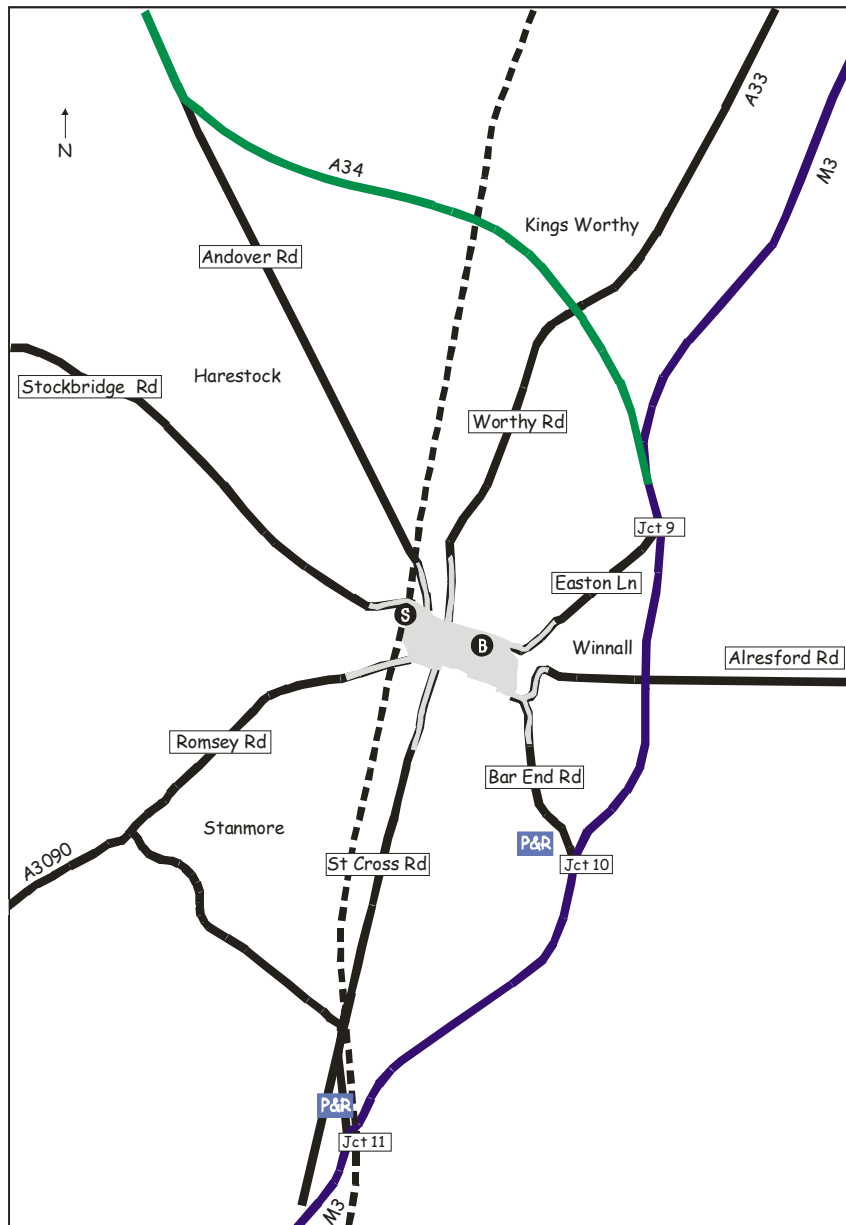 A33
M3
N
A34
Kings Worthy
Andover Rd
Harestock
Stockbridge Rd
Worthy Rd
Jct 9
Easton Ln
S
B
Winnall
Alresford Rd
Romsey Rd
Bar End Rd
Stanmore
P&R
A3090
St Cross Rd
Jct 10
P&R
Jct 11
M3